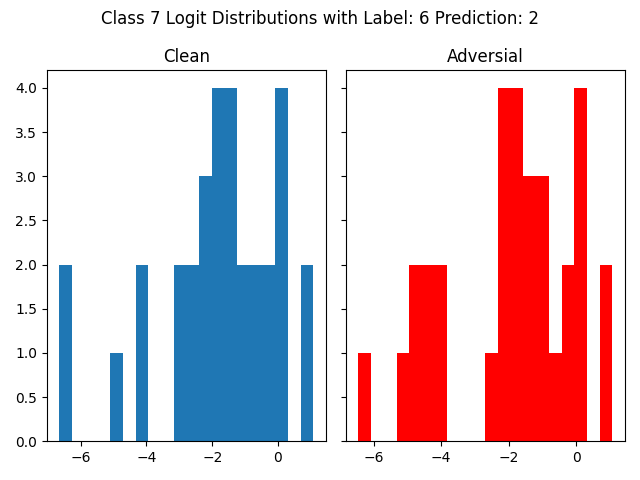 Class 7 Logit Distributions with Label: 6 Prediction: 2
Clean
Adversial
4.0
3.5
3.0
2.5
2.0
1.5
1.0
0.5
0.0
−6 −4 −2 0
−6 −4 −2 0